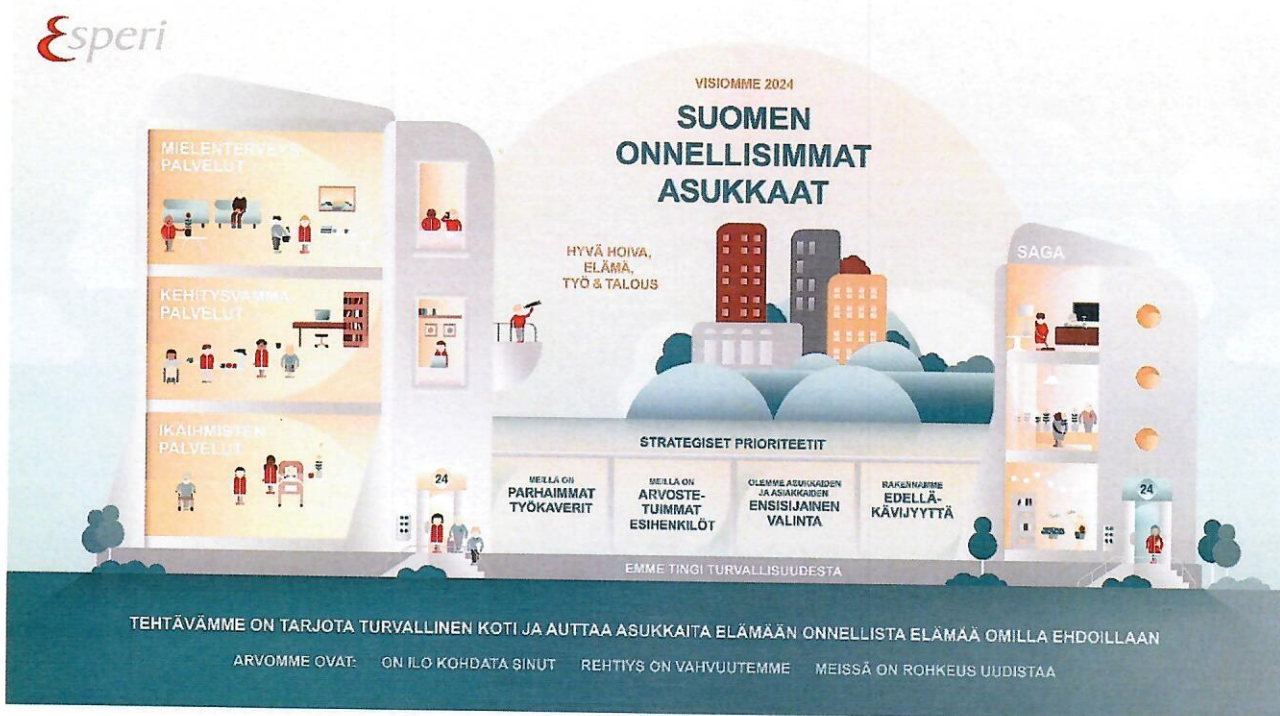 Esperi
VISIOMME 2024
SUOMEN
ONNELLISIMMAT
ASUKKAAT
HYVÄ HOIVA,
ELÄMÄ,
TYÖ & TALOUS
MIELENTERVEYS
PALVELUT
KEHITYSVAMMA
PALVELUT
IKÄIHMISTEN
PALVELUT
24
SAGA
24
STRATEGISET PRIORITEETIT
MEILLÄ ON
PARHAIMMAT
TYÖKAVERIT
MEILLÄ ON
ARVOSTE-
TUIMMAT
ESIHENKILÖT
OLEMME ASUKKAIDEN
JA ASIAKKAIDEN
ENSISIJAINEN
VALINTA
RAKENNAMME
EDELLÄ-
KÄVIJYYTTÄ
EMME TINGI TURVALLISUUDESTA
TEHTÄVÄMME ON TARJOTA TURVALLINEN KOTI JA AUTTAA ASUKKAITA ELÄMÄÄN ONNELLISTA ELÄMÄÄ OMILLA EHDOILLAAN
ARVOMME OVAT: ON ILO KOHDATA SINUT REHTIYS ON VAHVUUTEMME MEISSÄ ON ROHKEUS UUDISTAA